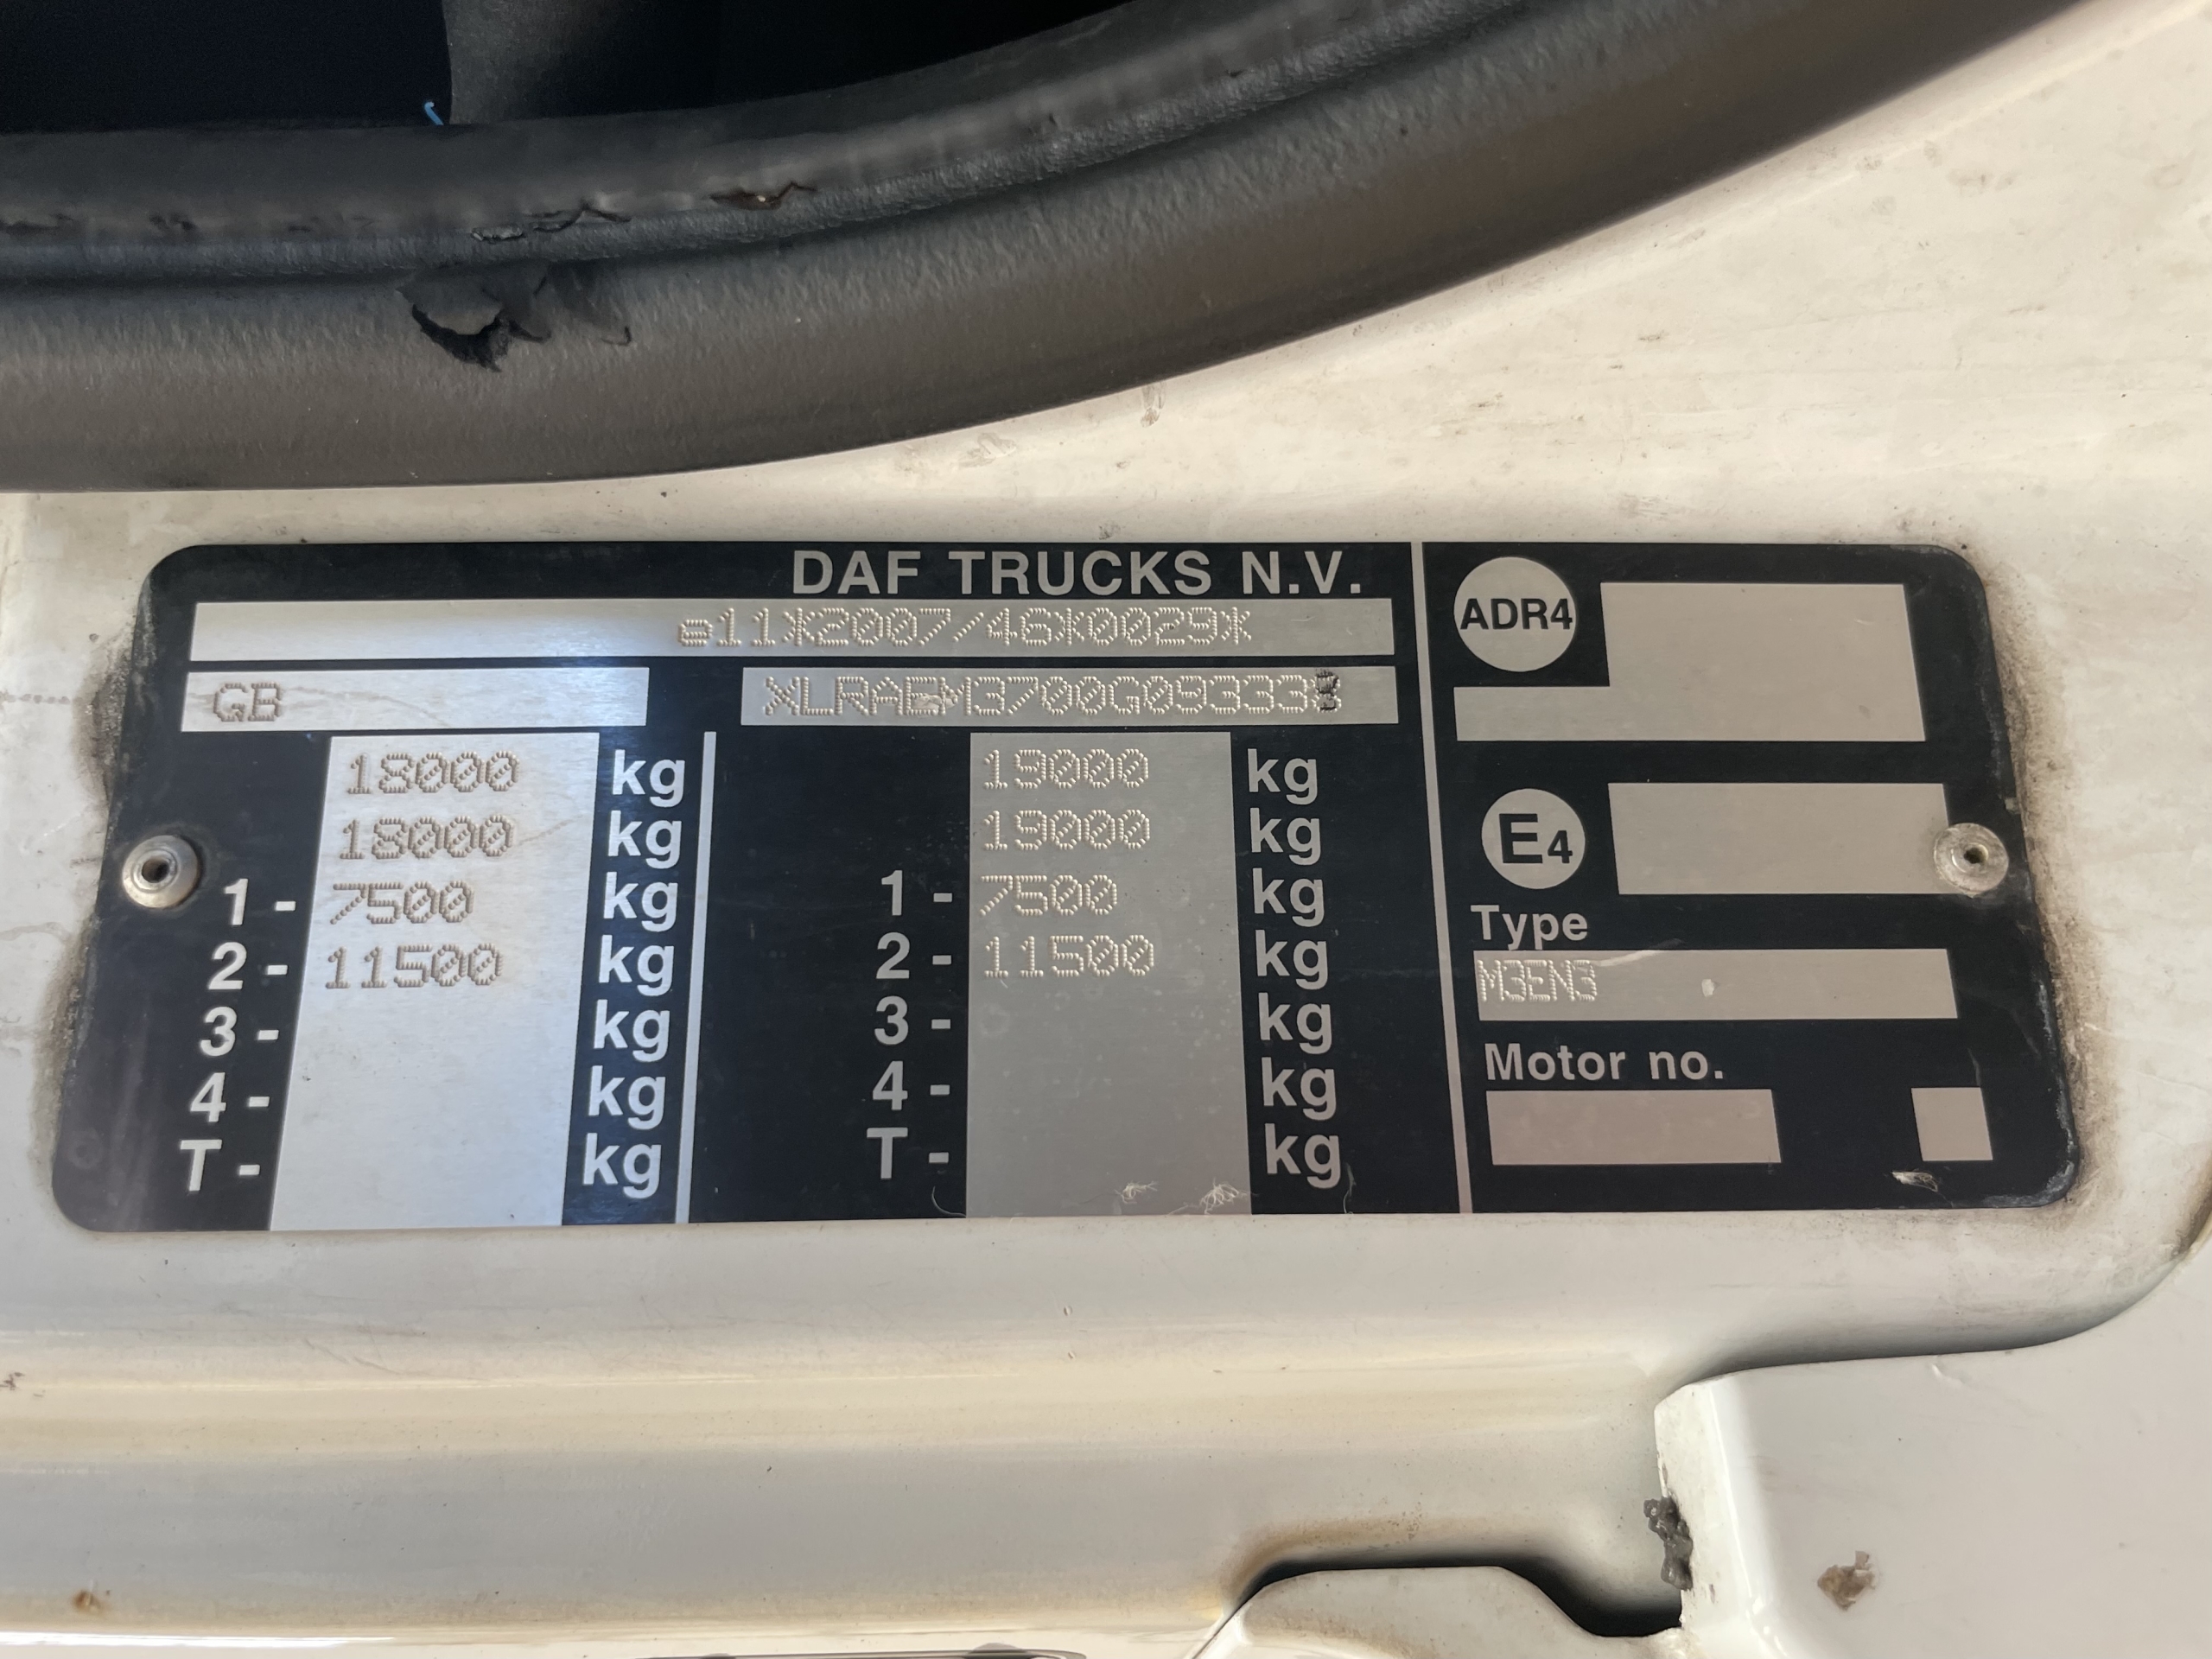 DAF TRUCKS N.V.
e11*2007/46*0029*
GB XLRAEM3700G093333
18000 kg 19000 kg
18000 kg 19000 kg
1 - 7500 kg 1 - 7500 kg
2 - 11500 kg 2 - 11500 kg
3 - kg 3 - kg
4 - kg 4 - kg
T - kg T - kg
ADR4
E4
Type
M3EN3
Motor no.